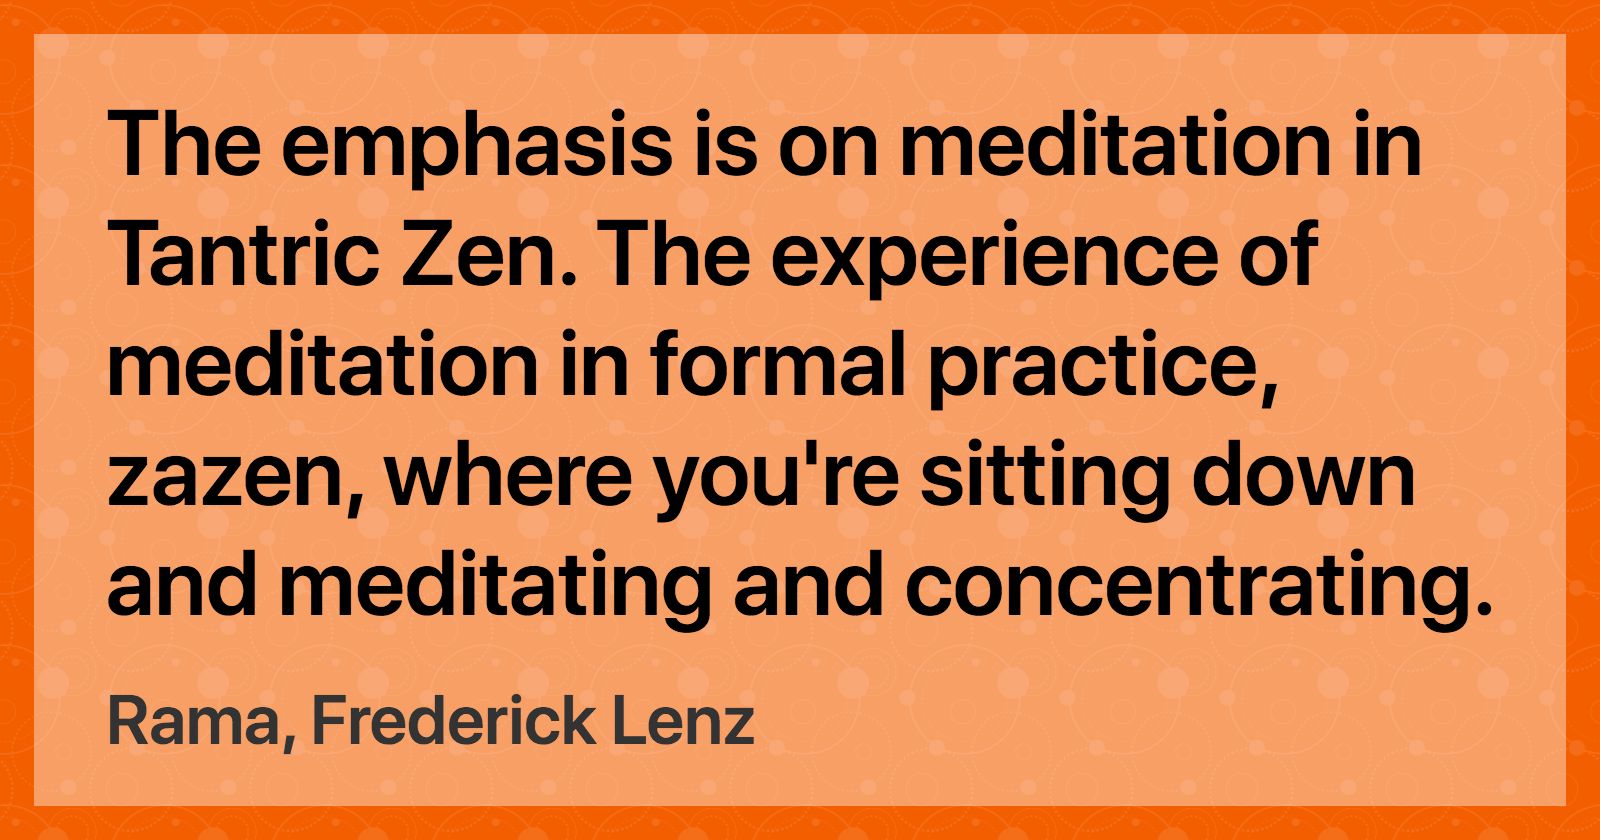 The emphasis is on meditation in
Tantric Zen. The experience of
meditation in formal practice,
zazen, where you're sitting down
and meditating and concentrating.
Rama, Frederick Lenz